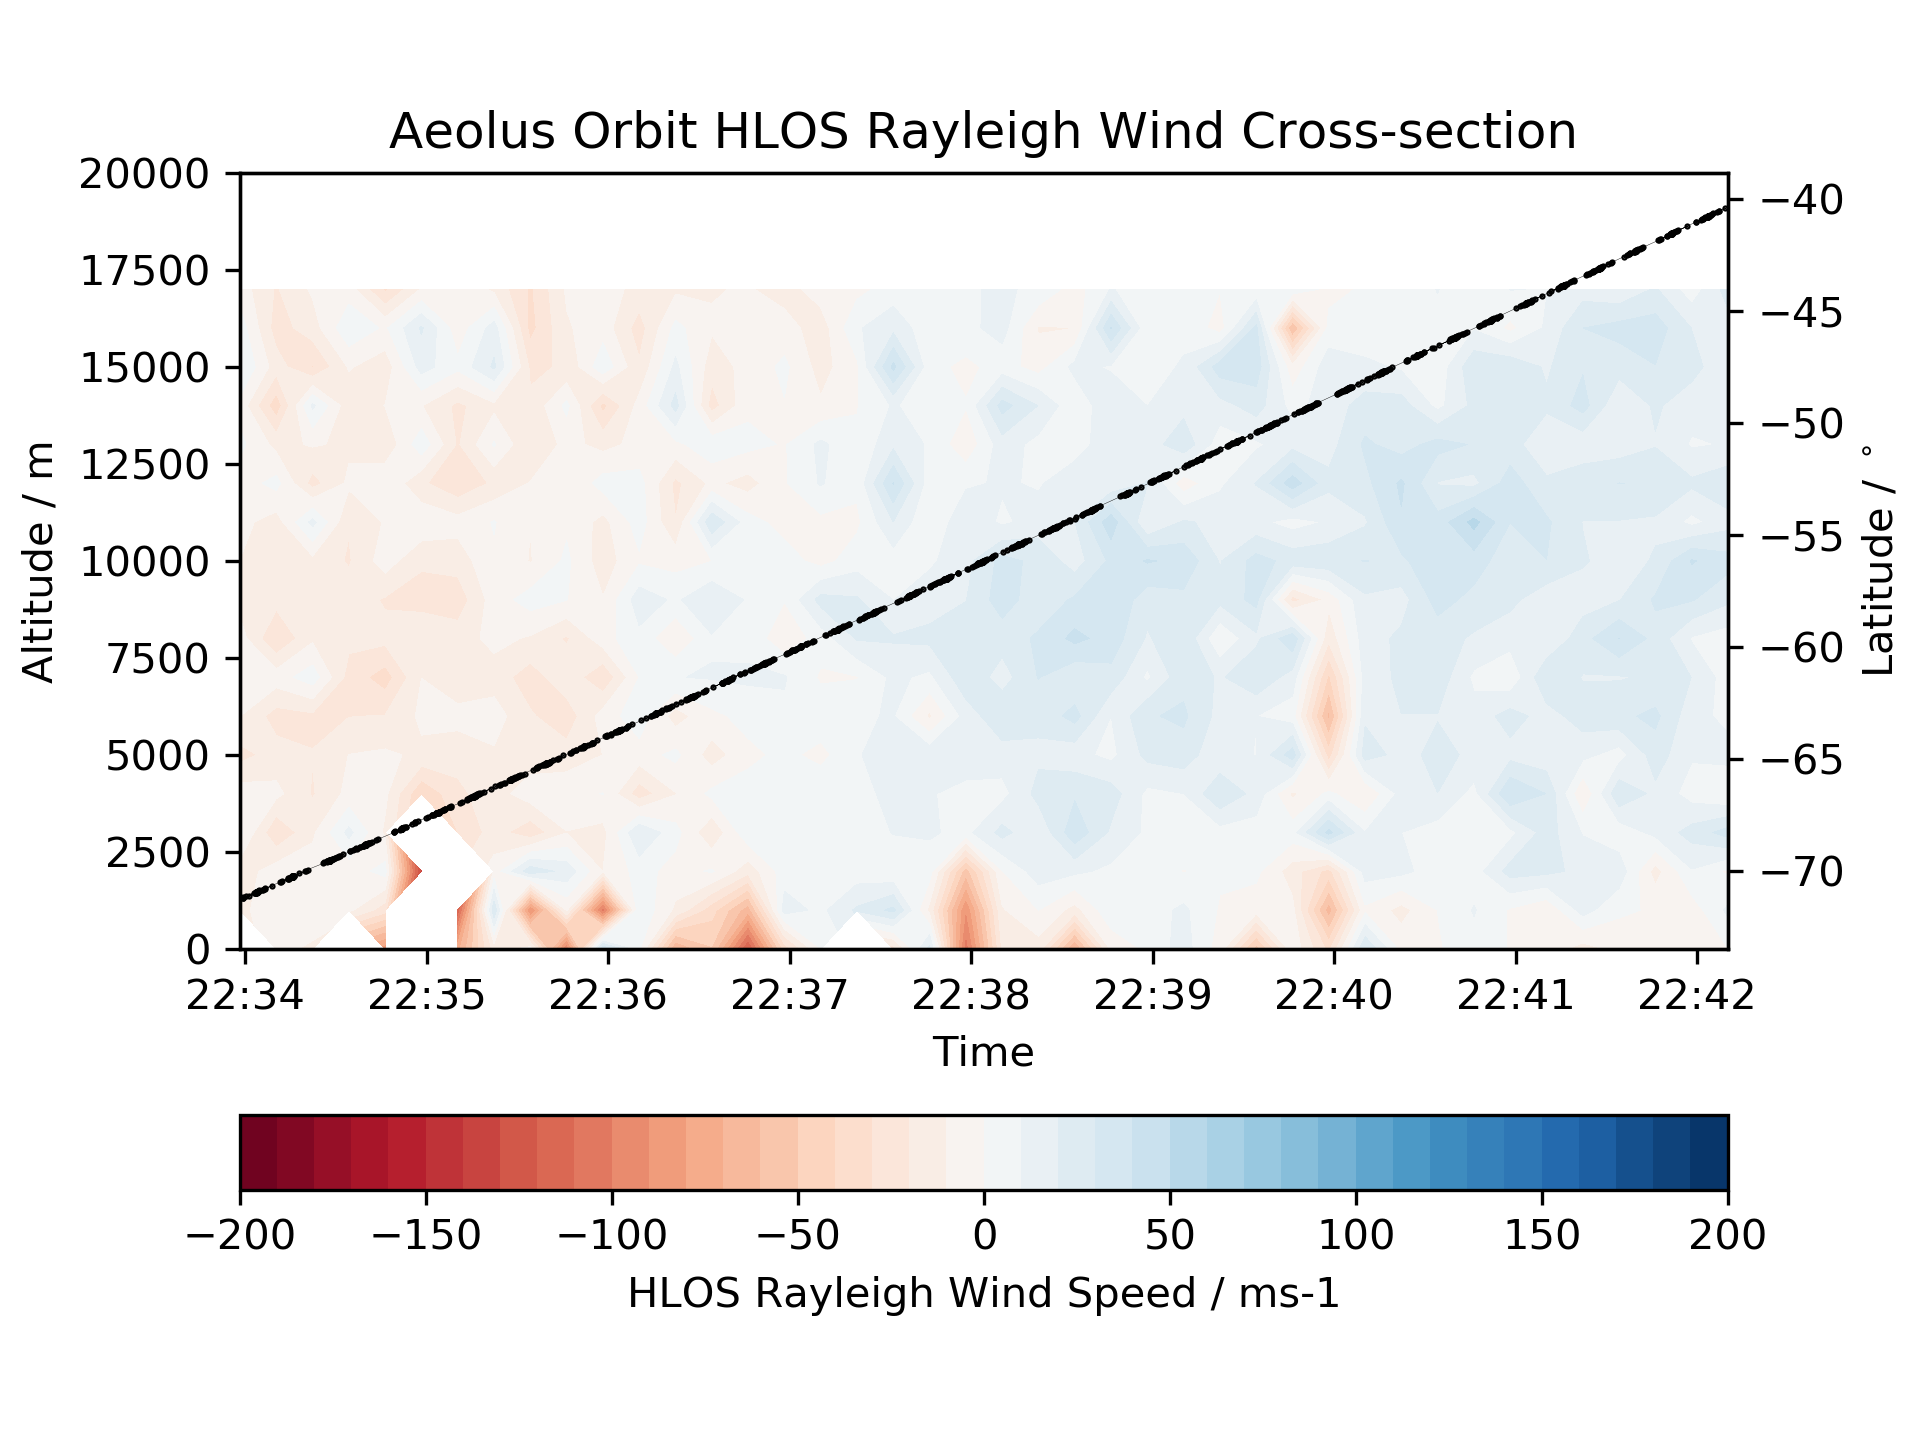 Aeolus Orbit HLOS Rayleigh Wind Cross-section
20000
17500
15000
12500
10000
7500
5000
2500
0
Altitude / m
−40
−45
−50
−55
−60
−65
−70
Latitude / °
22:34 22:35 22:36 22:37 22:38 22:39 22:40 22:41 22:42
Time
−200 −150 −100 −50 0 50 100 150 200
HLOS Rayleigh Wind Speed / ms-1